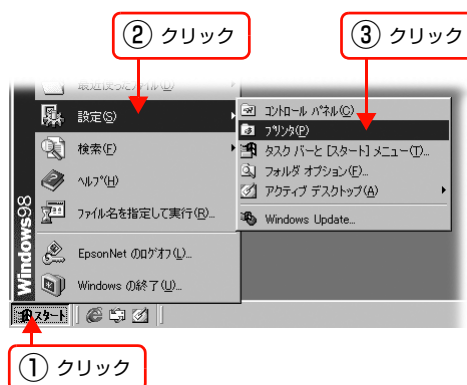 ② クリック
③ クリック
最近使ったファイル(D)
設定(S)
検索(F)
ヘルプ(H)
ファイル名を指定して実行(R)...
EpsonNet のログオフ(L)...
Windows の終了(U)...
Windows98
コントロール パネル(C)
プリンタ(P)
タスク バーと [スタート] メニュー(T)...
フォルダ オプション(F)...
アクティブ デスクトップ(A)
Windows Update...
スタート
① クリック